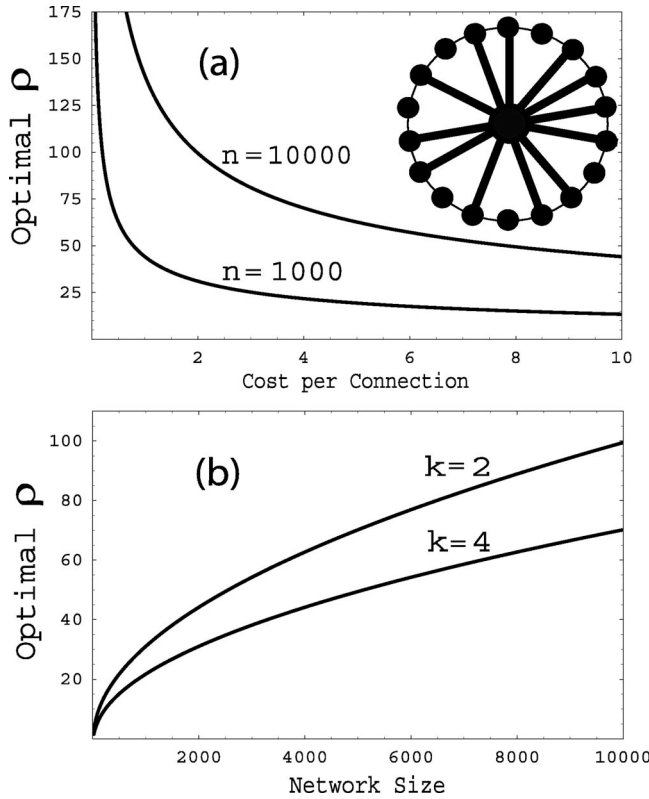 175
(a)
150
125
Optimal ρ
100
n=10000
75
50
n=1000
25
2 4 6 8 10
Cost per Connection
100
(b)
k=2
80
Optimal ρ
60
k=4
40
20
2000 4000 6000 8000 10000
Network Size